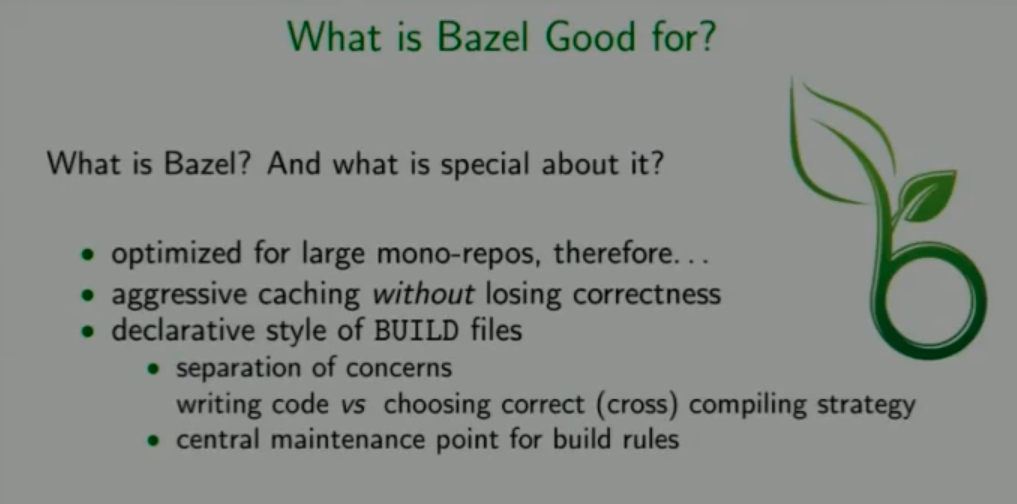 What is Bazel Good for?
What is Bazel? And what is special about it?
• optimized for large mono-repos, therefore...
• aggressive caching without losing correctness
• declarative style of BUILD files
• separation of concerns
writing code vs choosing correct (cross) compiling strategy
• central maintenance point for build rules